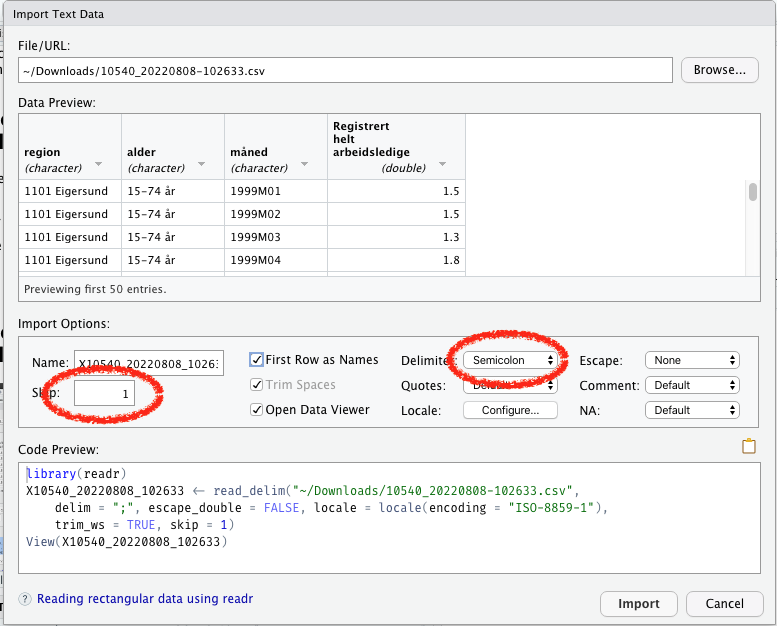 Import Text Data
File/URL:
~/Downloads/10540_20220808-102633.csv
Browse...
Data Preview:
region
(character)
alder
(character)
måned
(character)
Registrert
helt
arbeidsledige
(double)
1101 Eigersund 15-74 år 1999M01 1.5
1101 Eigersund 15-74 år 1999M02 1.5
1101 Eigersund 15-74 år 1999M03 1.3
1101 Eigersund 15-74 år 1999M04 1.8
Previewing first 50 entries.
Import Options:
Name: X10540_20220808_10263
Skip: 1
First Row as Names
Trim Spaces
Open Data Viewer
Delimiter: Semicolon
Quotes: Default
Locale: Configure...
Escape: None
Comment: Default
NA: Default
Code Preview:
library(readr)
X10540_20220808_102633 <- read_delim("~/Downloads/10540_20220808-102633.csv",
delim = ";", escape_double = FALSE, locale = locale(encoding = "ISO-8859-1"),
trim_ws = TRUE, skip = 1)
View(X10540_20220808_102633)
? Reading rectangular data using readr
Import
Cancel